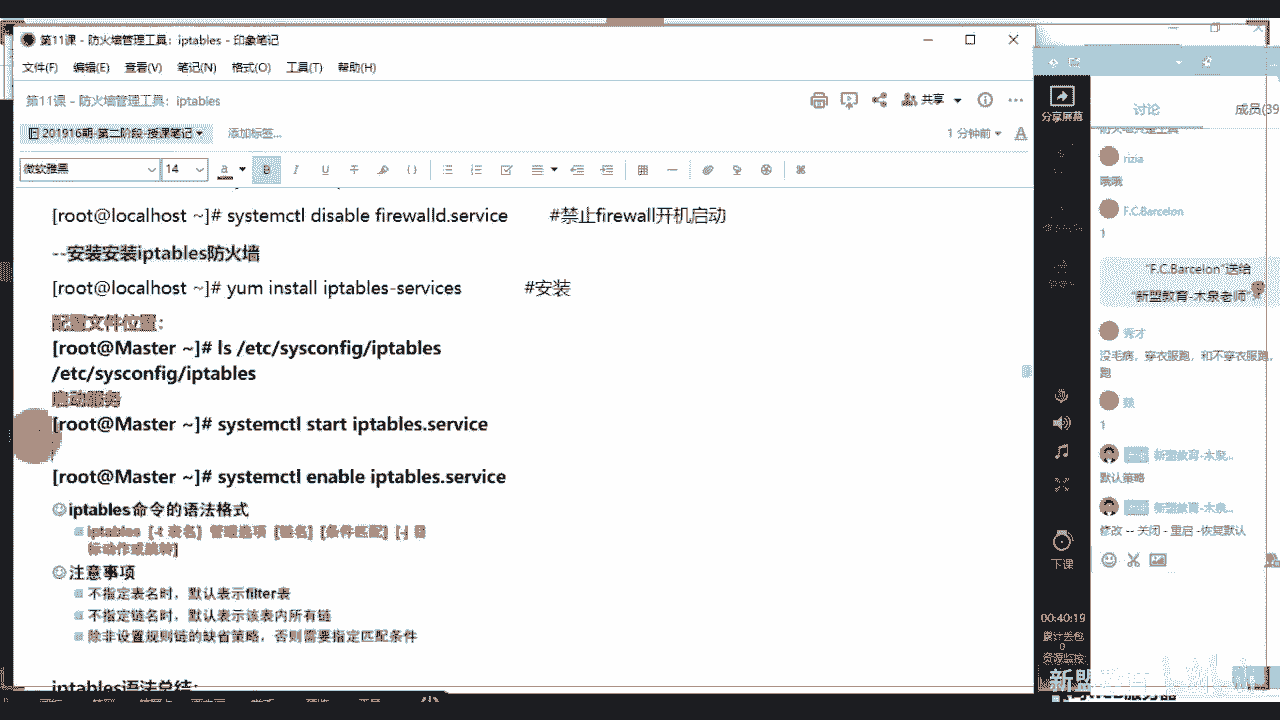 第11课 - 防火墙管理工具：iptables - 印象笔记
文件(F) 编辑(E) 查看(V) 笔记(N) 格式(O) 工具(T) 帮助(H)
第11课 - 防火墙管理工具：iptables
共享
201916期-第二阶段-授课笔记
添加标签...
1 分钟前
微软雅黑
14
[root@localhost ~]# systemctl disable firewalld.service #禁止firewall开机启动
--安装安装iptables防火墙
[root@localhost ~]# yum install iptables-services #安装
配置文件位置：
[root@Master ~]# ls /etc/sysconfig/iptables
/etc/sysconfig/iptables
启动服务
[root@Master ~]# systemctl start iptables.service
[root@Master ~]# systemctl enable iptables.service
iptables命令的语法格式
iptables [-t 表名] 管理选项 [链名] [条件匹配] [-j 目
标动作或跳转]
注意事项
不指定表名时，默认表示filter表
不指定链名时，默认表示该表内所有链
除非设置规则链的缺省策略，否则需要指定匹配条件
iptables语法总结：
分享屏幕
下课
00:40:19
累计丢包
0
资源监控
讨论
成员(39
rizia
哦哦
F.C.Barcelon
1
“F.C.Barcelon”送给
“新盟教育-木泉老师”
秀才
没毛病，穿衣服跑，和不穿衣服跑，
跑
1
新盟教育-木泉...
默认策略
新盟教育-木泉...
修改 -- 关闭 - 重启 -恢复默认
新盟教育